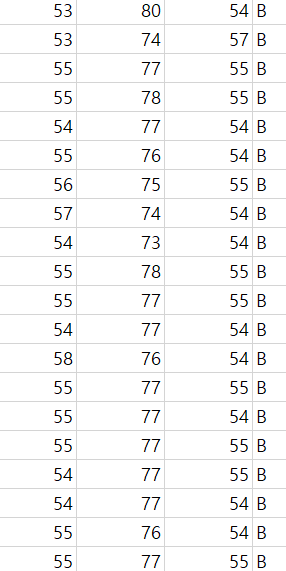 53 80 54 B
53 74 57 B
55 77 55 B
55 78 55 B
54 77 54 B
55 76 54 B
56 75 55 B
57 74 54 B
54 73 54 B
55 78 55 B
55 77 55 B
54 77 54 B
58 76 54 B
55 77 55 B
55 77 54 B
55 77 55 B
54 77 55 B
54 77 54 B
55 76 54 B
55 77 55 B